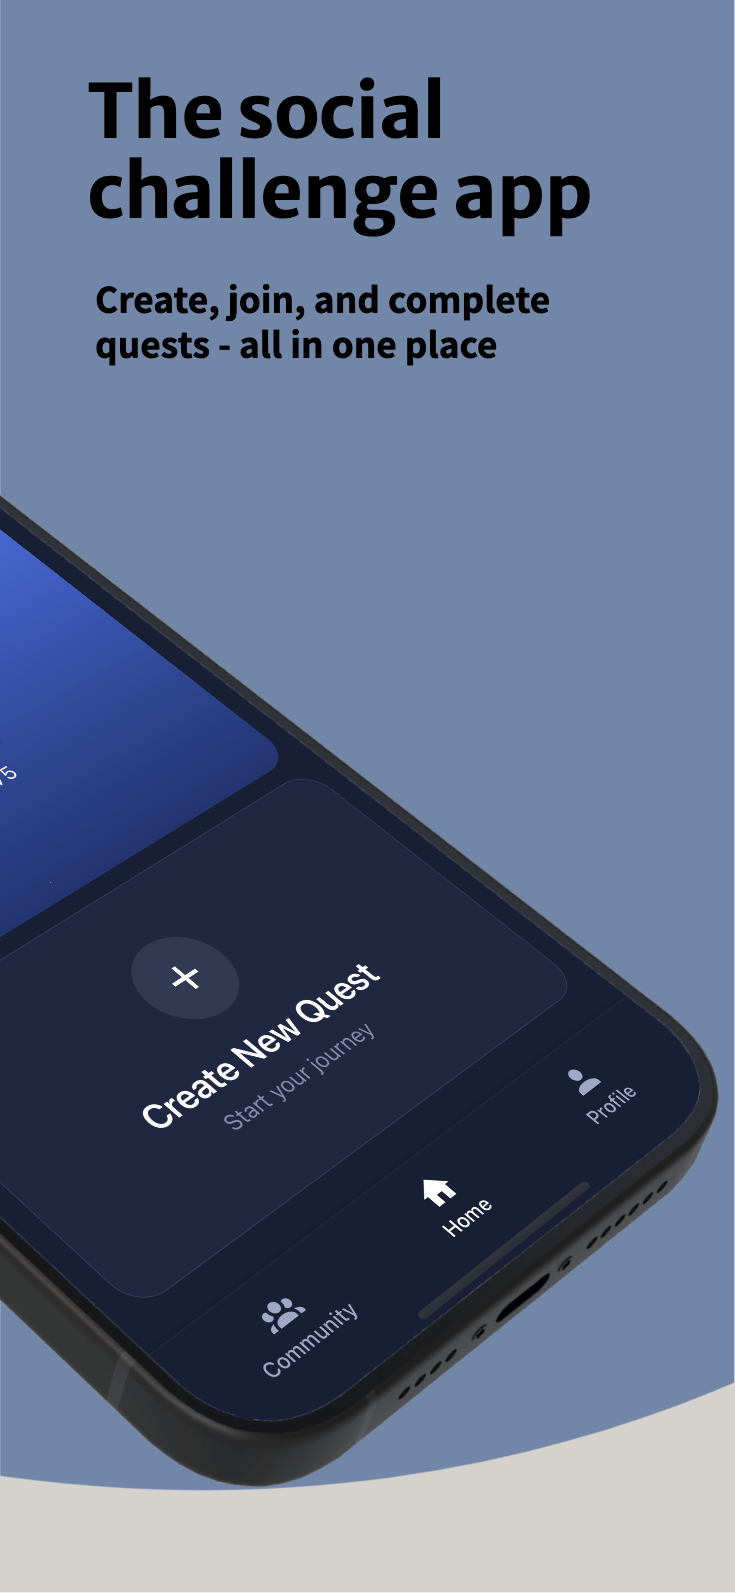 The social
challenge app
Create, join, and complete
quests - all in one place
Create New Quest
Start your journey
Community
Home
Profile